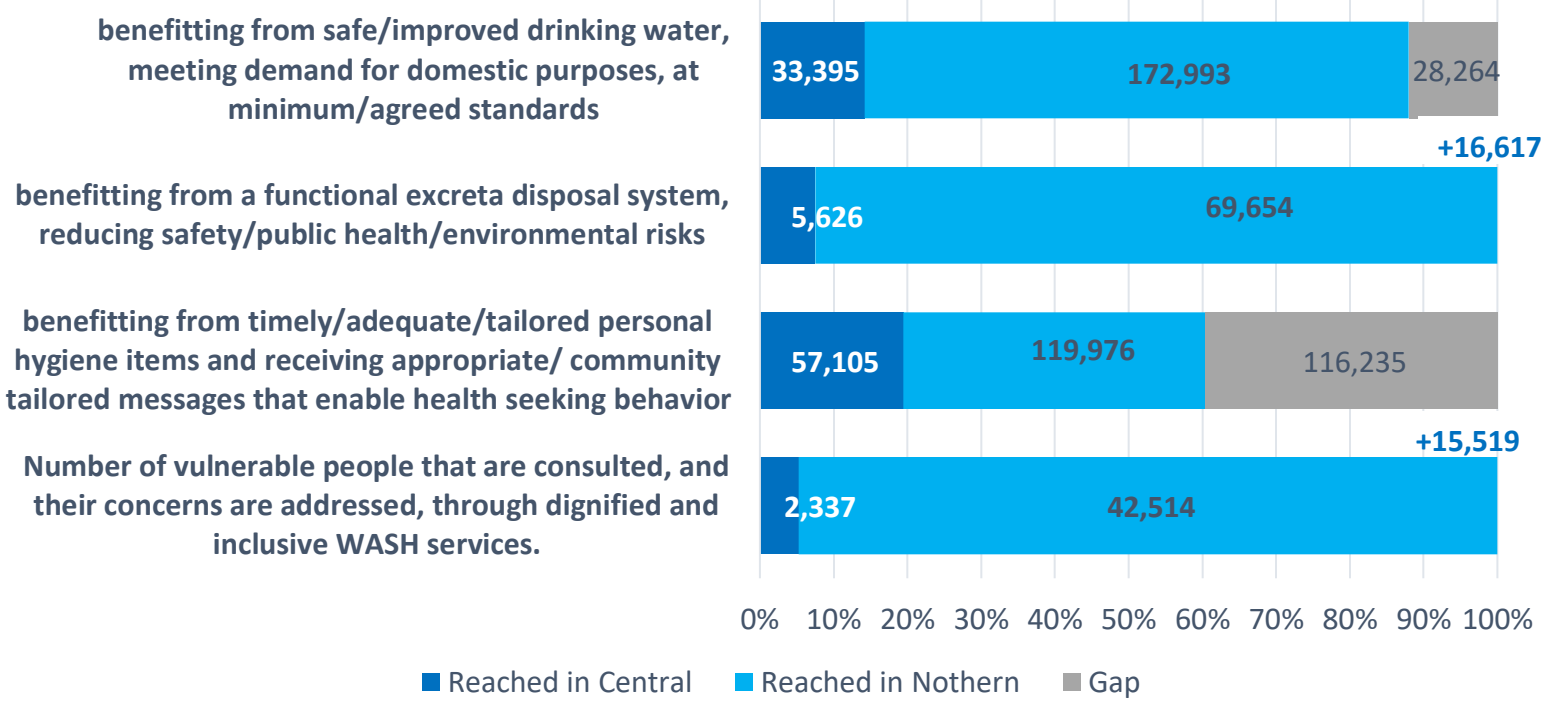 benefitting from safe/improved drinking water,
meeting demand for domestic purposes, at
minimum/agreed standards
33,395
172,993
28,264
+16,617
benefitting from a functional excreta disposal system,
reducing safety/public health/environmental risks
5,626
69,654
benefitting from timely/adequate/tailored personal
hygiene items and receiving appropriate/ community
tailored messages that enable health seeking behavior
57,105
119,976
116,235
+15,519
Number of vulnerable people that are consulted, and
their concerns are addressed, through dignified and
inclusive WASH services.
2,337
42,514
0% 10% 20% 30% 40% 50% 60% 70% 80% 90% 100%
Reached in Central Reached in Nothern Gap